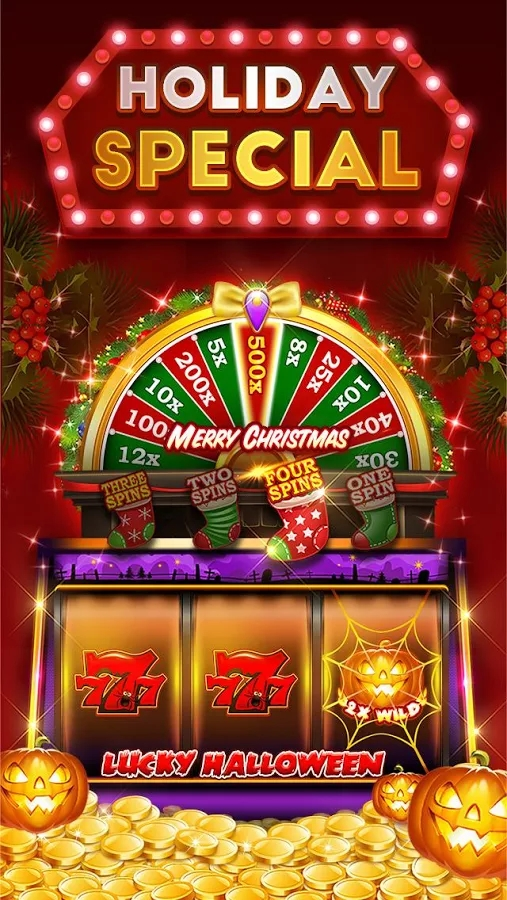 HOLIDAY
SPECIAL
12x
100
10x
200x
5x
500x
8x
25x
10x
40x
30x
MERRY CHRISTMAS
THREE
SPINS
TWO
SPINS
FOUR
SPINS
ONE
SPIN
777
777
2X WILD
LUCKY HALLOWEEN